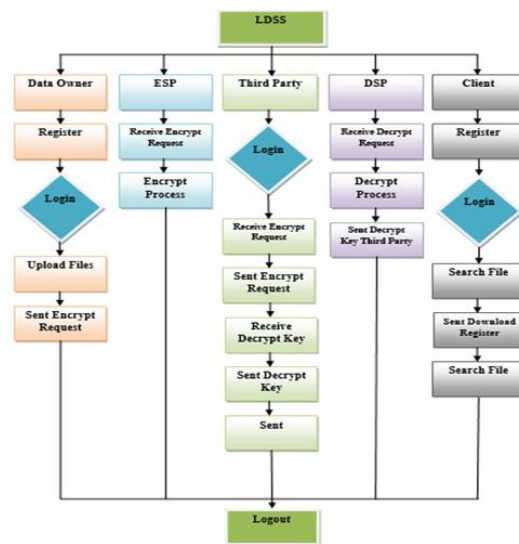 LDSS
Data Owner
Register
Login
Upload Files
Sent Encrypt
Request
ESP
Receive Encrypt
Request
Encrypt
Process
Third Party
Login
Receive Encrypt
Request
Sent Encrypt
Request
Receive
Decrypt Key
Sent Decrypt
Key
Sent
DSP
Receive Decrypt
Request
Decrypt
Process
Sent Decrypt
Key Third Party
Client
Register
Login
Search File
Sent Download
Register
Search File
Logout